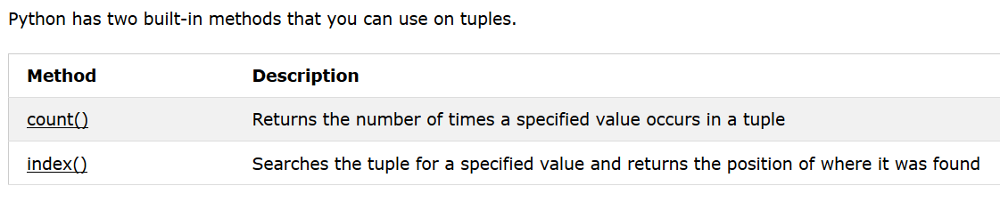 Python has two built-in methods that you can use on tuples.
Method Description
count() Returns the number of times a specified value occurs in a tuple
index() Searches the tuple for a specified value and returns the position of where it was found